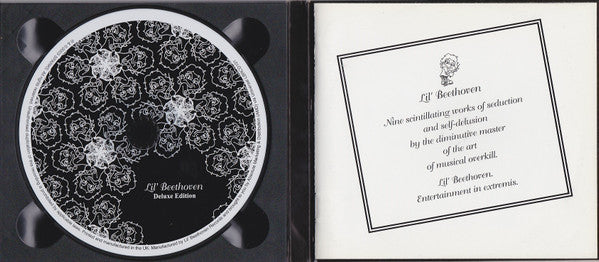 Lil' Beethoven
Deluxe Edition
Lil' Beethoven
Nine scintillating works of seduction
and self-delusion
by the diminutive master
of the art
of musical overkill.
Lil' Beethoven.
Entertainment in extremis.